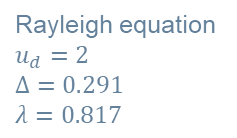 Rayleigh equation
u_d = 2
Δ = 0.291
λ = 0.817